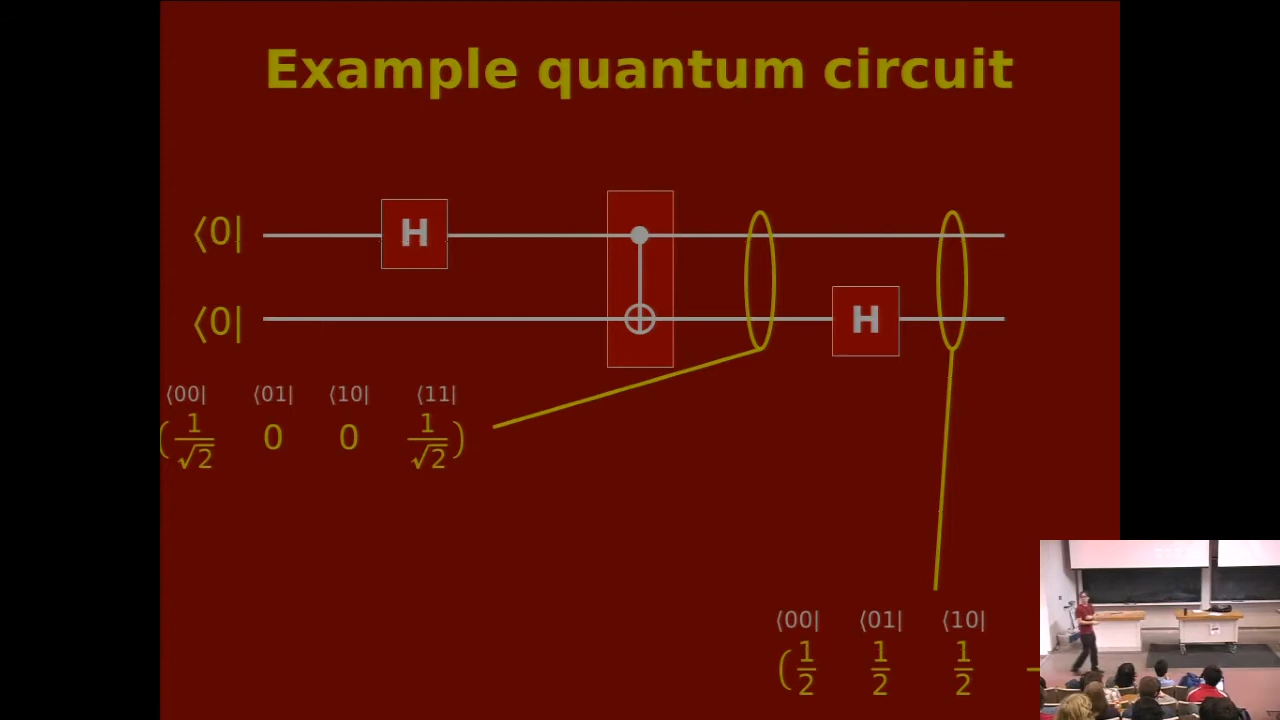 Example quantum circuit
⟨0| H
⟨0| H
⟨00| ⟨01| ⟨10| ⟨11|
(1/√2 0 0 1/√2)
⟨00| ⟨01| ⟨10|
(1/2 1/2 1/2 −